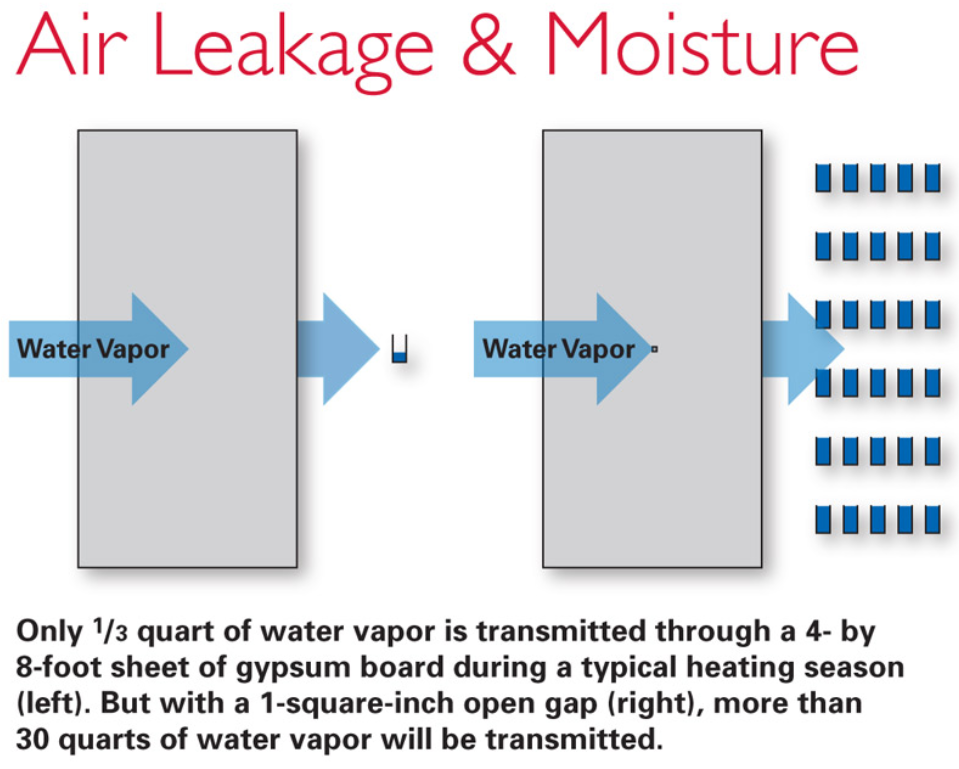 Air Leakage & Moisture
Water Vapor
Water Vapor
Only 1/3 quart of water vapor is transmitted through a 4- by
8-foot sheet of gypsum board during a typical heating season
(left). But with a 1-square-inch open gap (right), more than
30 quarts of water vapor will be transmitted.